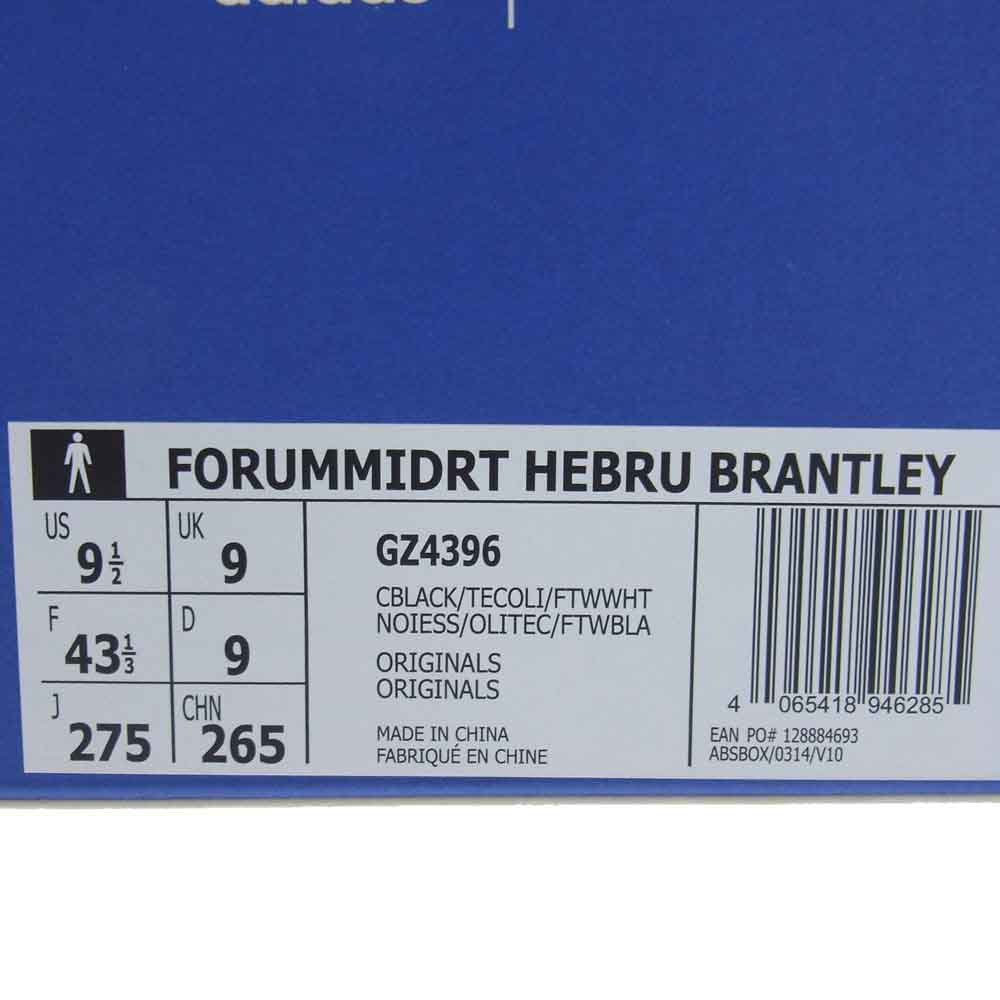 adidas
FORUMMIDRT HEBRU BRANTLEY
US 9 1/2
UK 9
F 43 1/3
D 9
J 275
CHN 265
GZ4396
CBLACK/TECOLI/FTWWHT
NOIESS/OLITEC/FTWBLA
ORIGINALS
ORIGINALS
MADE IN CHINA
FABRIQUÉ EN CHINE
4 065418 946285
EAN PO# 128884693
ABSBOX/0314/V10